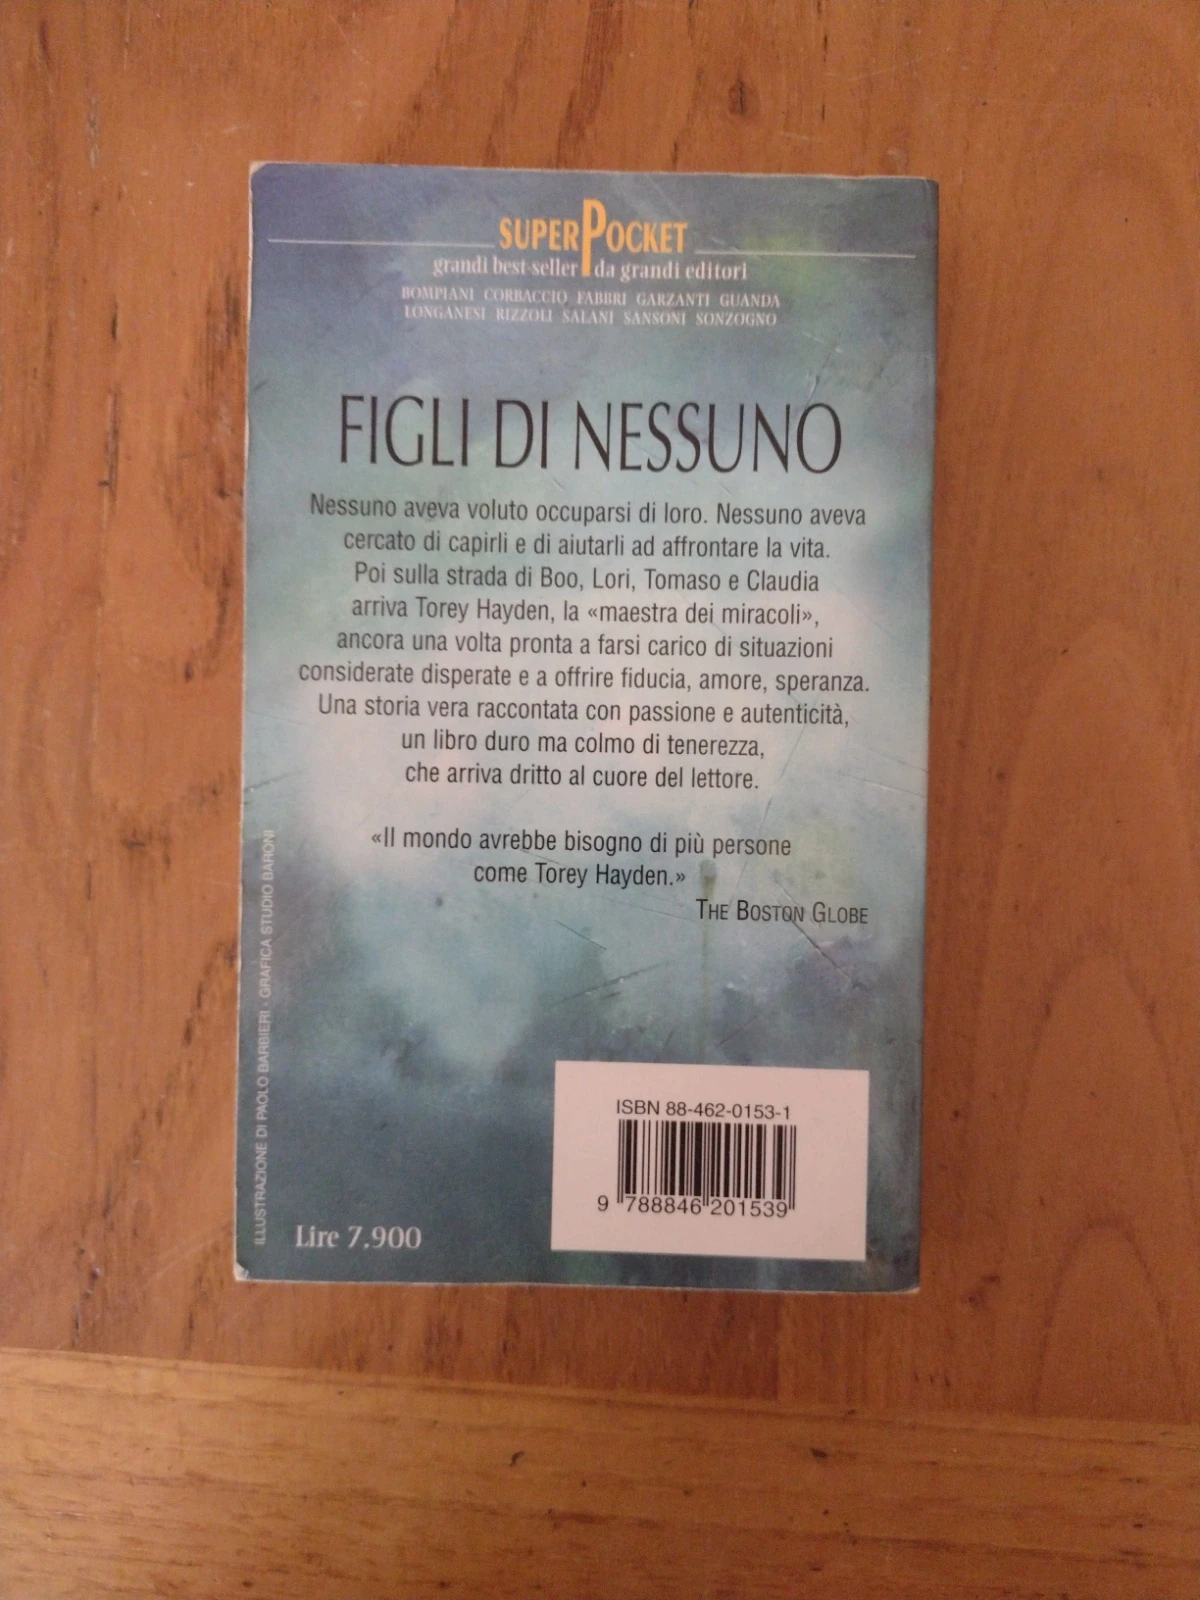 SUPERPOCKET
grandi best-seller da grandi editori
BOMPIANI CORBACCIO FABBRI GARZANTI GUANDA
LONGANESI RIZZOLI SALANI SANSONI SONZOGNO
FIGLI DI NESSUNO
Nessuno aveva voluto occuparsi di loro. Nessuno aveva
cercato di capirli e di aiutarli ad affrontare la vita.
Poi sulla strada di Boo, Lori, Tomaso e Claudia
arriva Torey Hayden, la «maestra dei miracoli»,
ancora una volta pronta a farsi carico di situazioni
considerate disperate e a offrire fiducia, amore, speranza.
Una storia vera raccontata con passione e autenticità,
un libro duro ma colmo di tenerezza,
che arriva dritto al cuore del lettore.
«Il mondo avrebbe bisogno di più persone
come Torey Hayden.»
THE BOSTON GLOBE
ILLUSTRAZIONE DI PAOLO BARBIERI · GRAFICA STUDIO BARONI
Lire 7.900
ISBN 88-462-0153-1
9 788846 201539